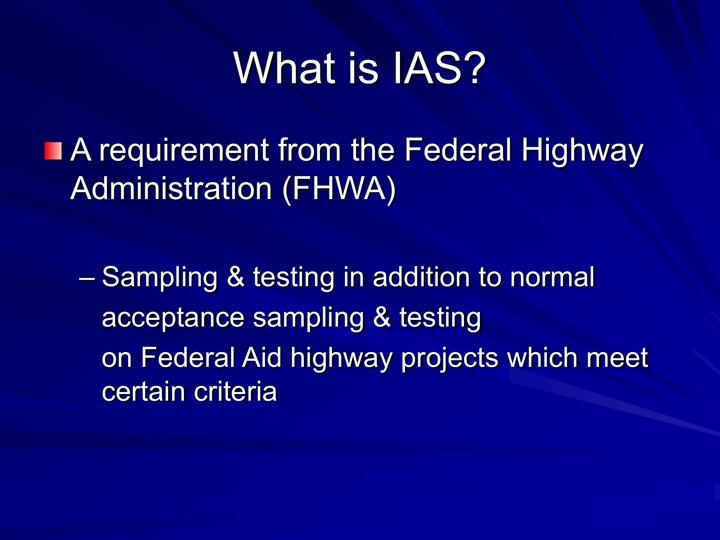 What is IAS?
A requirement from the Federal Highway
Administration (FHWA)
– Sampling & testing in addition to normal
acceptance sampling & testing
on Federal Aid highway projects which meet
certain criteria